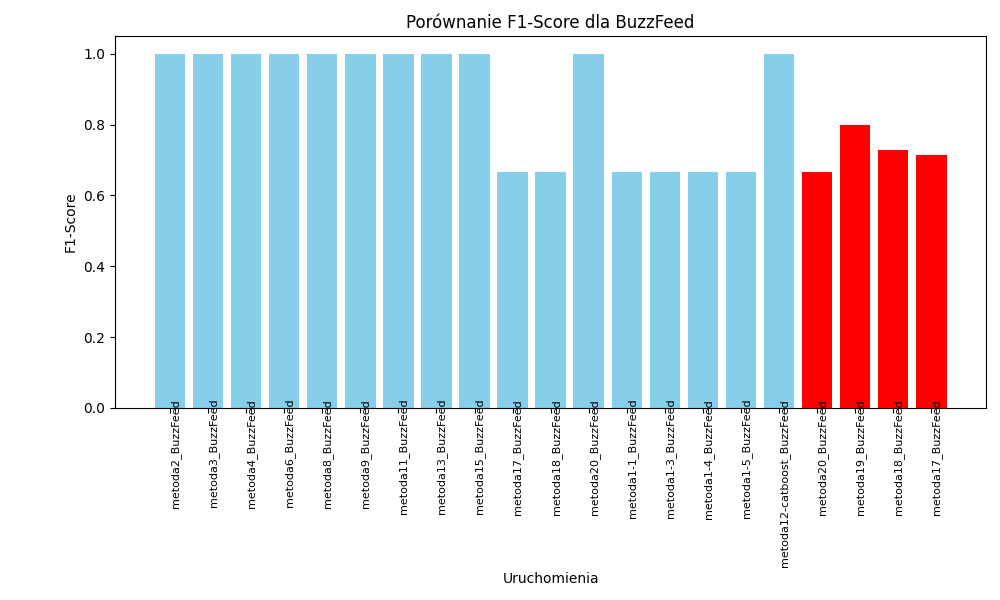 Porównanie F1-Score dla BuzzFeed
1.0
0.8
0.6
0.4
0.2
0.0
F1-Score
metoda2_BuzzFeed
metoda3_BuzzFeed
metoda4_BuzzFeed
metoda6_BuzzFeed
metoda8_BuzzFeed
metoda9_BuzzFeed
metoda11_BuzzFeed
metoda13_BuzzFeed
metoda15_BuzzFeed
metoda17_BuzzFeed
metoda18_BuzzFeed
metoda20_BuzzFeed
metoda1-1_BuzzFeed
metoda1-3_BuzzFeed
metoda1-4_BuzzFeed
metoda1-5_BuzzFeed
metoda12-catboost_BuzzFeed
metoda20_BuzzFeed
metoda19_BuzzFeed
metoda18_BuzzFeed
metoda17_BuzzFeed
Uruchomienia